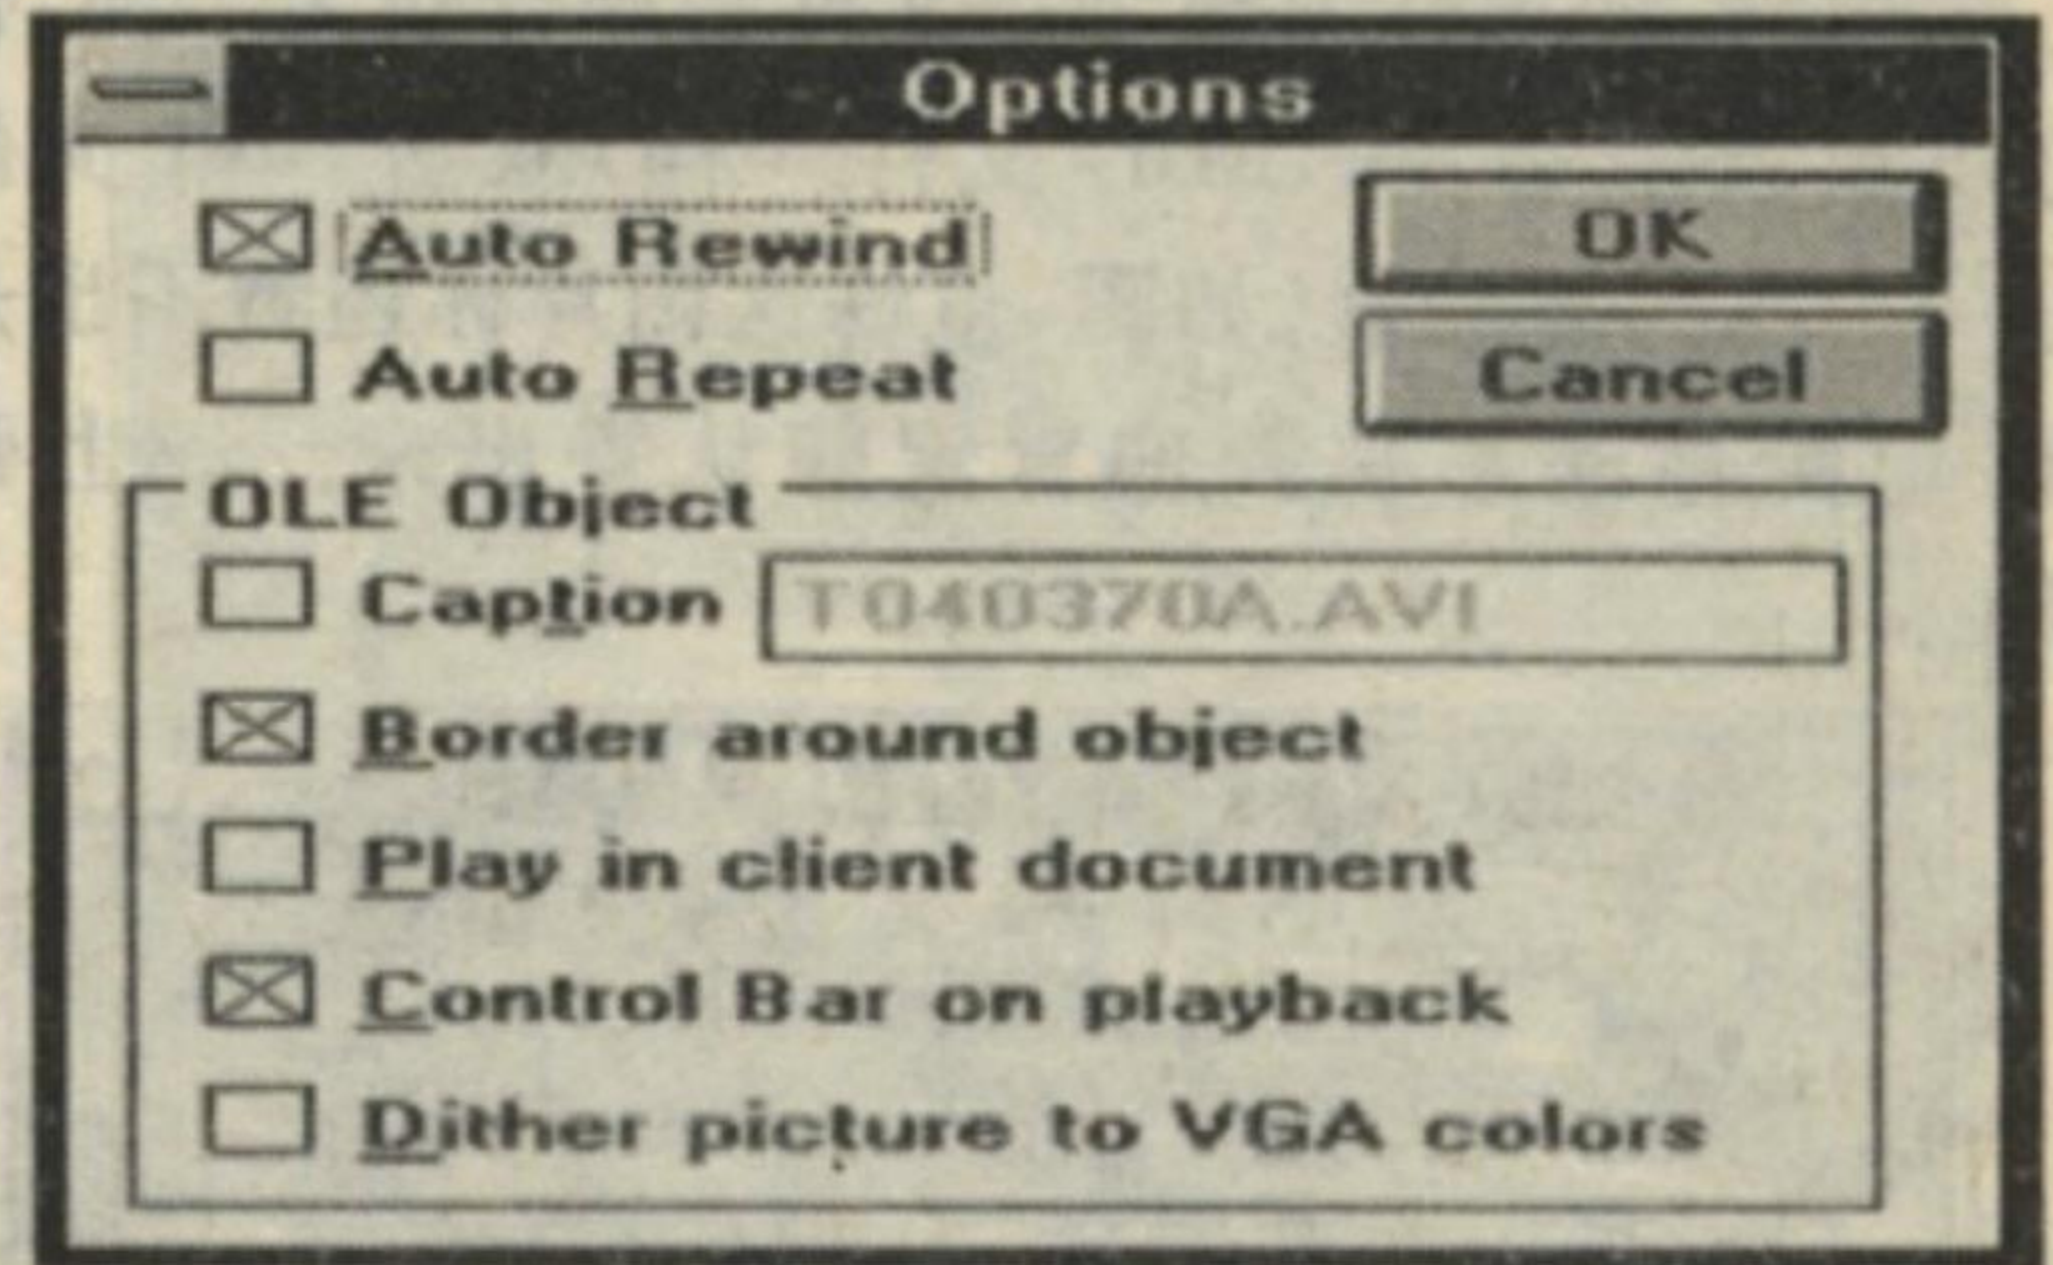 Options
Auto Rewind
OK
Auto Repeat
Cancel
OLE Object
Caption T040370A.AVI
Border around object
Play in client document
Control Bar on playback
Dither picture to VGA colors